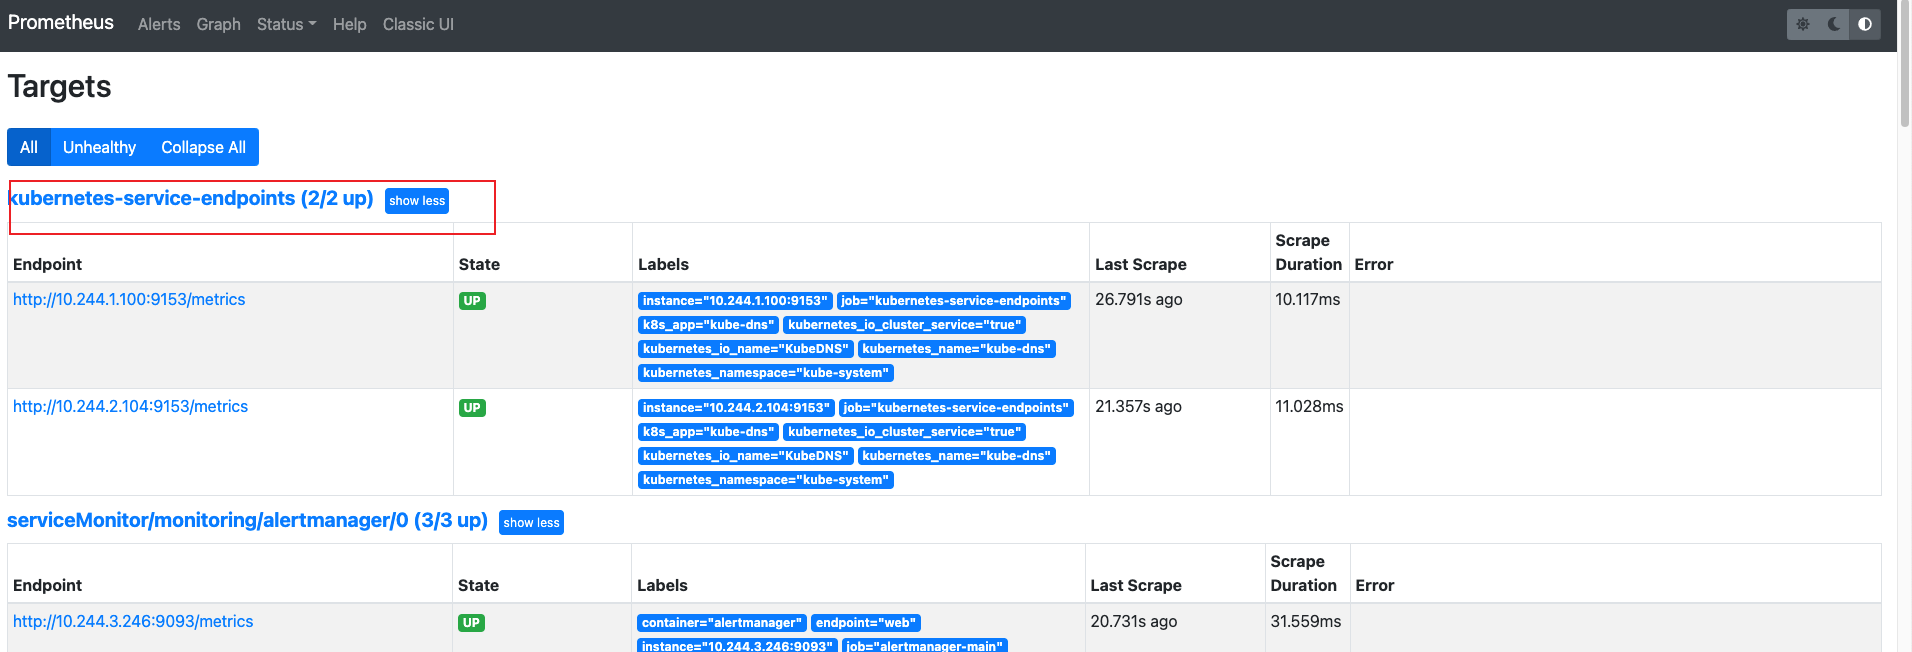 Prometheus Alerts Graph Status Help Classic UI
Targets
All Unhealthy Collapse All
kubernetes-service-endpoints (2/2 up) show less
Endpoint State Labels Last Scrape Scrape Duration Error
http://10.244.1.100:9153/metrics UP instance="10.244.1.100:9153" job="kubernetes-service-endpoints" 26.791s ago 10.117ms
k8s_app="kube-dns" kubernetes_io_cluster_service="true"
kubernetes_io_name="KubeDNS" kubernetes_name="kube-dns"
kubernetes_namespace="kube-system"
http://10.244.2.104:9153/metrics UP instance="10.244.2.104:9153" job="kubernetes-service-endpoints" 21.357s ago 11.028ms
k8s_app="kube-dns" kubernetes_io_cluster_service="true"
kubernetes_io_name="KubeDNS" kubernetes_name="kube-dns"
kubernetes_namespace="kube-system"
serviceMonitor/monitoring/alertmanager/0 (3/3 up) show less
Endpoint State Labels Last Scrape Scrape Duration Error
http://10.244.3.246:9093/metrics UP container="alertmanager" endpoint="web" 20.731s ago 31.559ms
instance="10.244.3.246:9093" job="alertmanager-main"